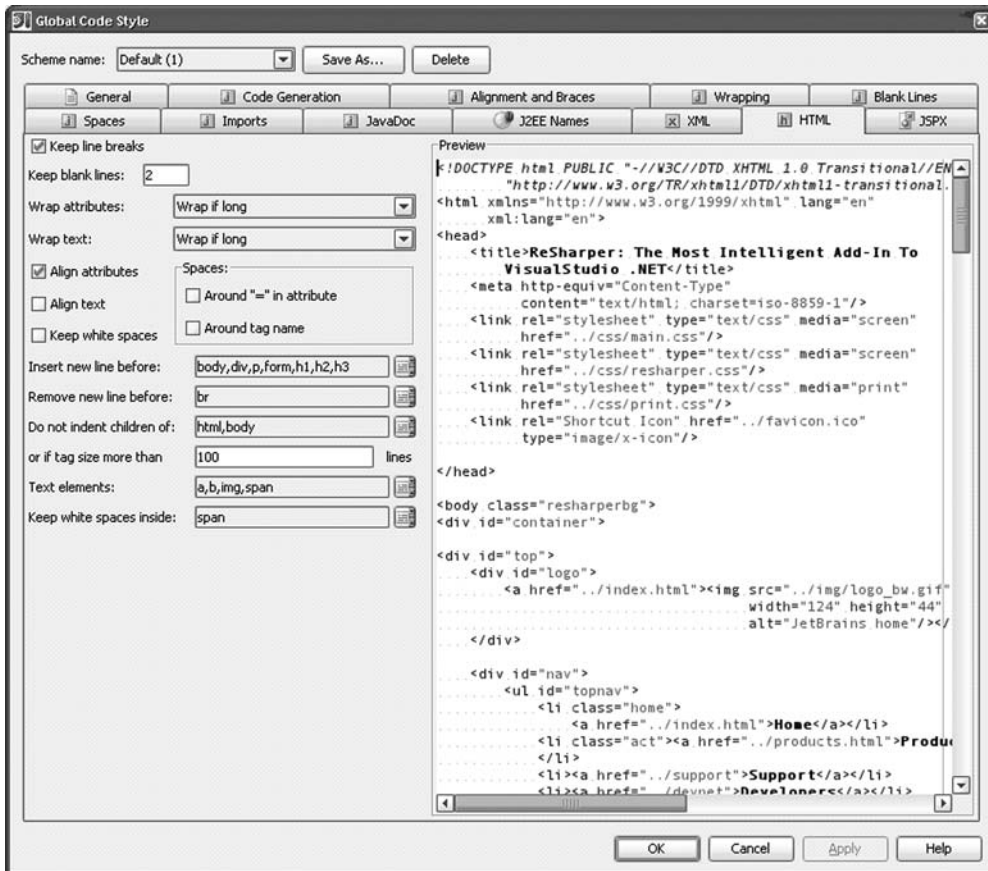 Global Code Style
Scheme name: Default (1) Save As... Delete
General Code Generation Alignment and Braces Wrapping Blank Lines
Spaces Imports JavaDoc J2EE Names XML HTML JSPX
Keep line breaks
Keep blank lines: 2
Wrap attributes: Wrap if long
Wrap text: Wrap if long
Align attributes
Align text
Keep white spaces
Spaces:
Around "=" in attribute
Around tag name
Insert new line before: body,div,p,form,h1,h2,h3
Remove new line before: br
Do not indent children of: html,body
or if tag size more than 100 lines
Text elements: a,b,img,span
Keep white spaces inside: span
Preview
<!DOCTYPE html PUBLIC "-//W3C//DTD XHTML 1.0 Transitional//EN
"http://www.w3.org/TR/xhtml1/DTD/xhtml1-transitional.
<html xmlns="http://www.w3.org/1999/xhtml" lang="en"
xml:lang="en">
<head>
<title>ReSharper: The Most Intelligent Add-In To
VisualStudio .NET</title>
<meta http-equiv="Content-Type"
content="text/html; charset=iso-8859-1"/>
<link rel="stylesheet" type="text/css" media="screen"
href="../css/main.css"/>
<link rel="stylesheet" type="text/css" media="screen"
href="../css/resharper.css"/>
<link rel="stylesheet" type="text/css" media="print"
href="../css/print.css"/>
<link rel="Shortcut Icon" href="../favicon.ico"
type="image/x-icon"/>
</head>
<body class="resharperbg">
<div id="container">
<div id="top">
<div id="logo">
<a href="../index.html"><img src="../img/logo_bw.gif"
width="124" height="44"
alt="JetBrains home"/></
</div>
<div id="nav">
<ul id="topnav">
<li class="home">
<a href="../index.html">Home</a></li>
<li class="act"><a href="../products.html">Produc
</li>
<li><a href="../support">Support</a></li>
<li><a href="../devnet">Developers</a></li>
OK Cancel Apply Help